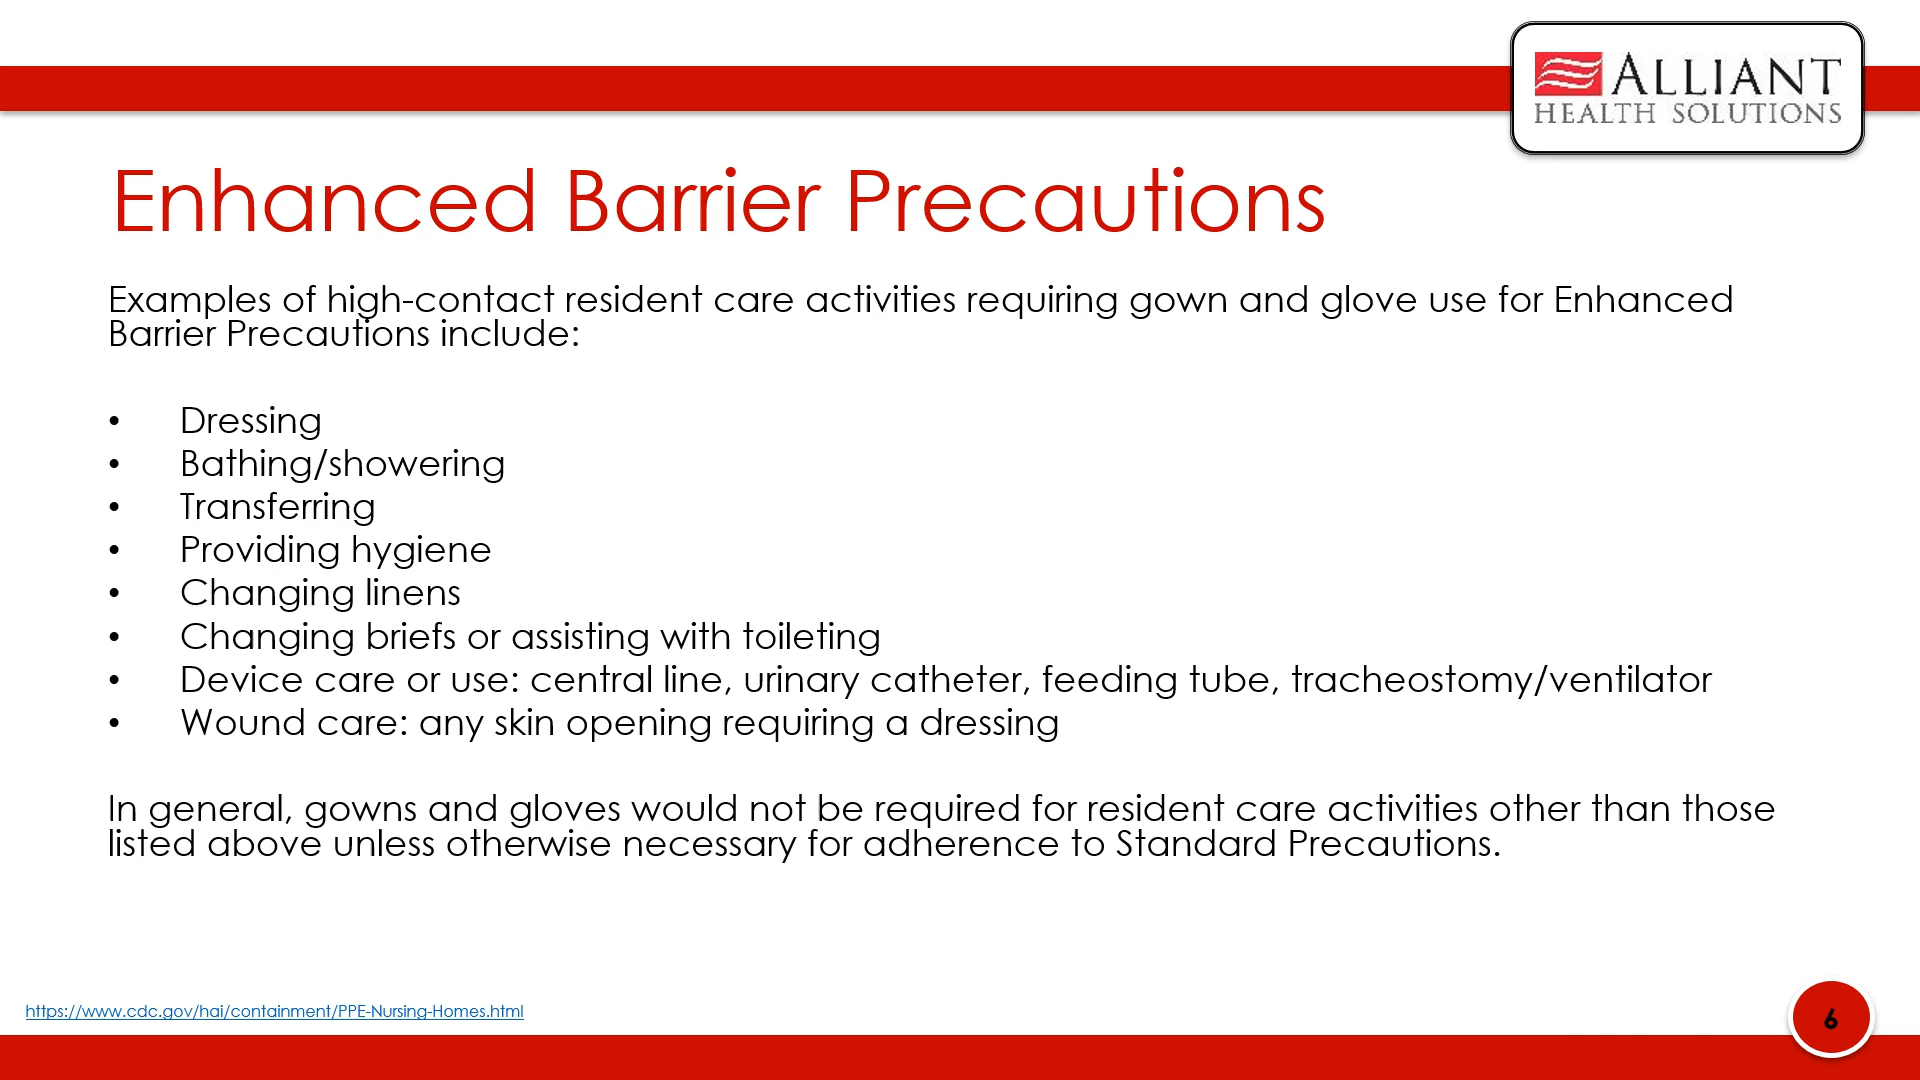 ALLIANT
HEALTH SOLUTIONS
Enhanced Barrier Precautions
Examples of high-contact resident care activities requiring gown and glove use for Enhanced
Barrier Precautions include:
• Dressing
• Bathing/showering
• Transferring
• Providing hygiene
• Changing linens
• Changing briefs or assisting with toileting
• Device care or use: central line, urinary catheter, feeding tube, tracheostomy/ventilator
• Wound care: any skin opening requiring a dressing
In general, gowns and gloves would not be required for resident care activities other than those
listed above unless otherwise necessary for adherence to Standard Precautions.
https://www.cdc.gov/hai/containment/PPE-Nursing-Homes.html
6